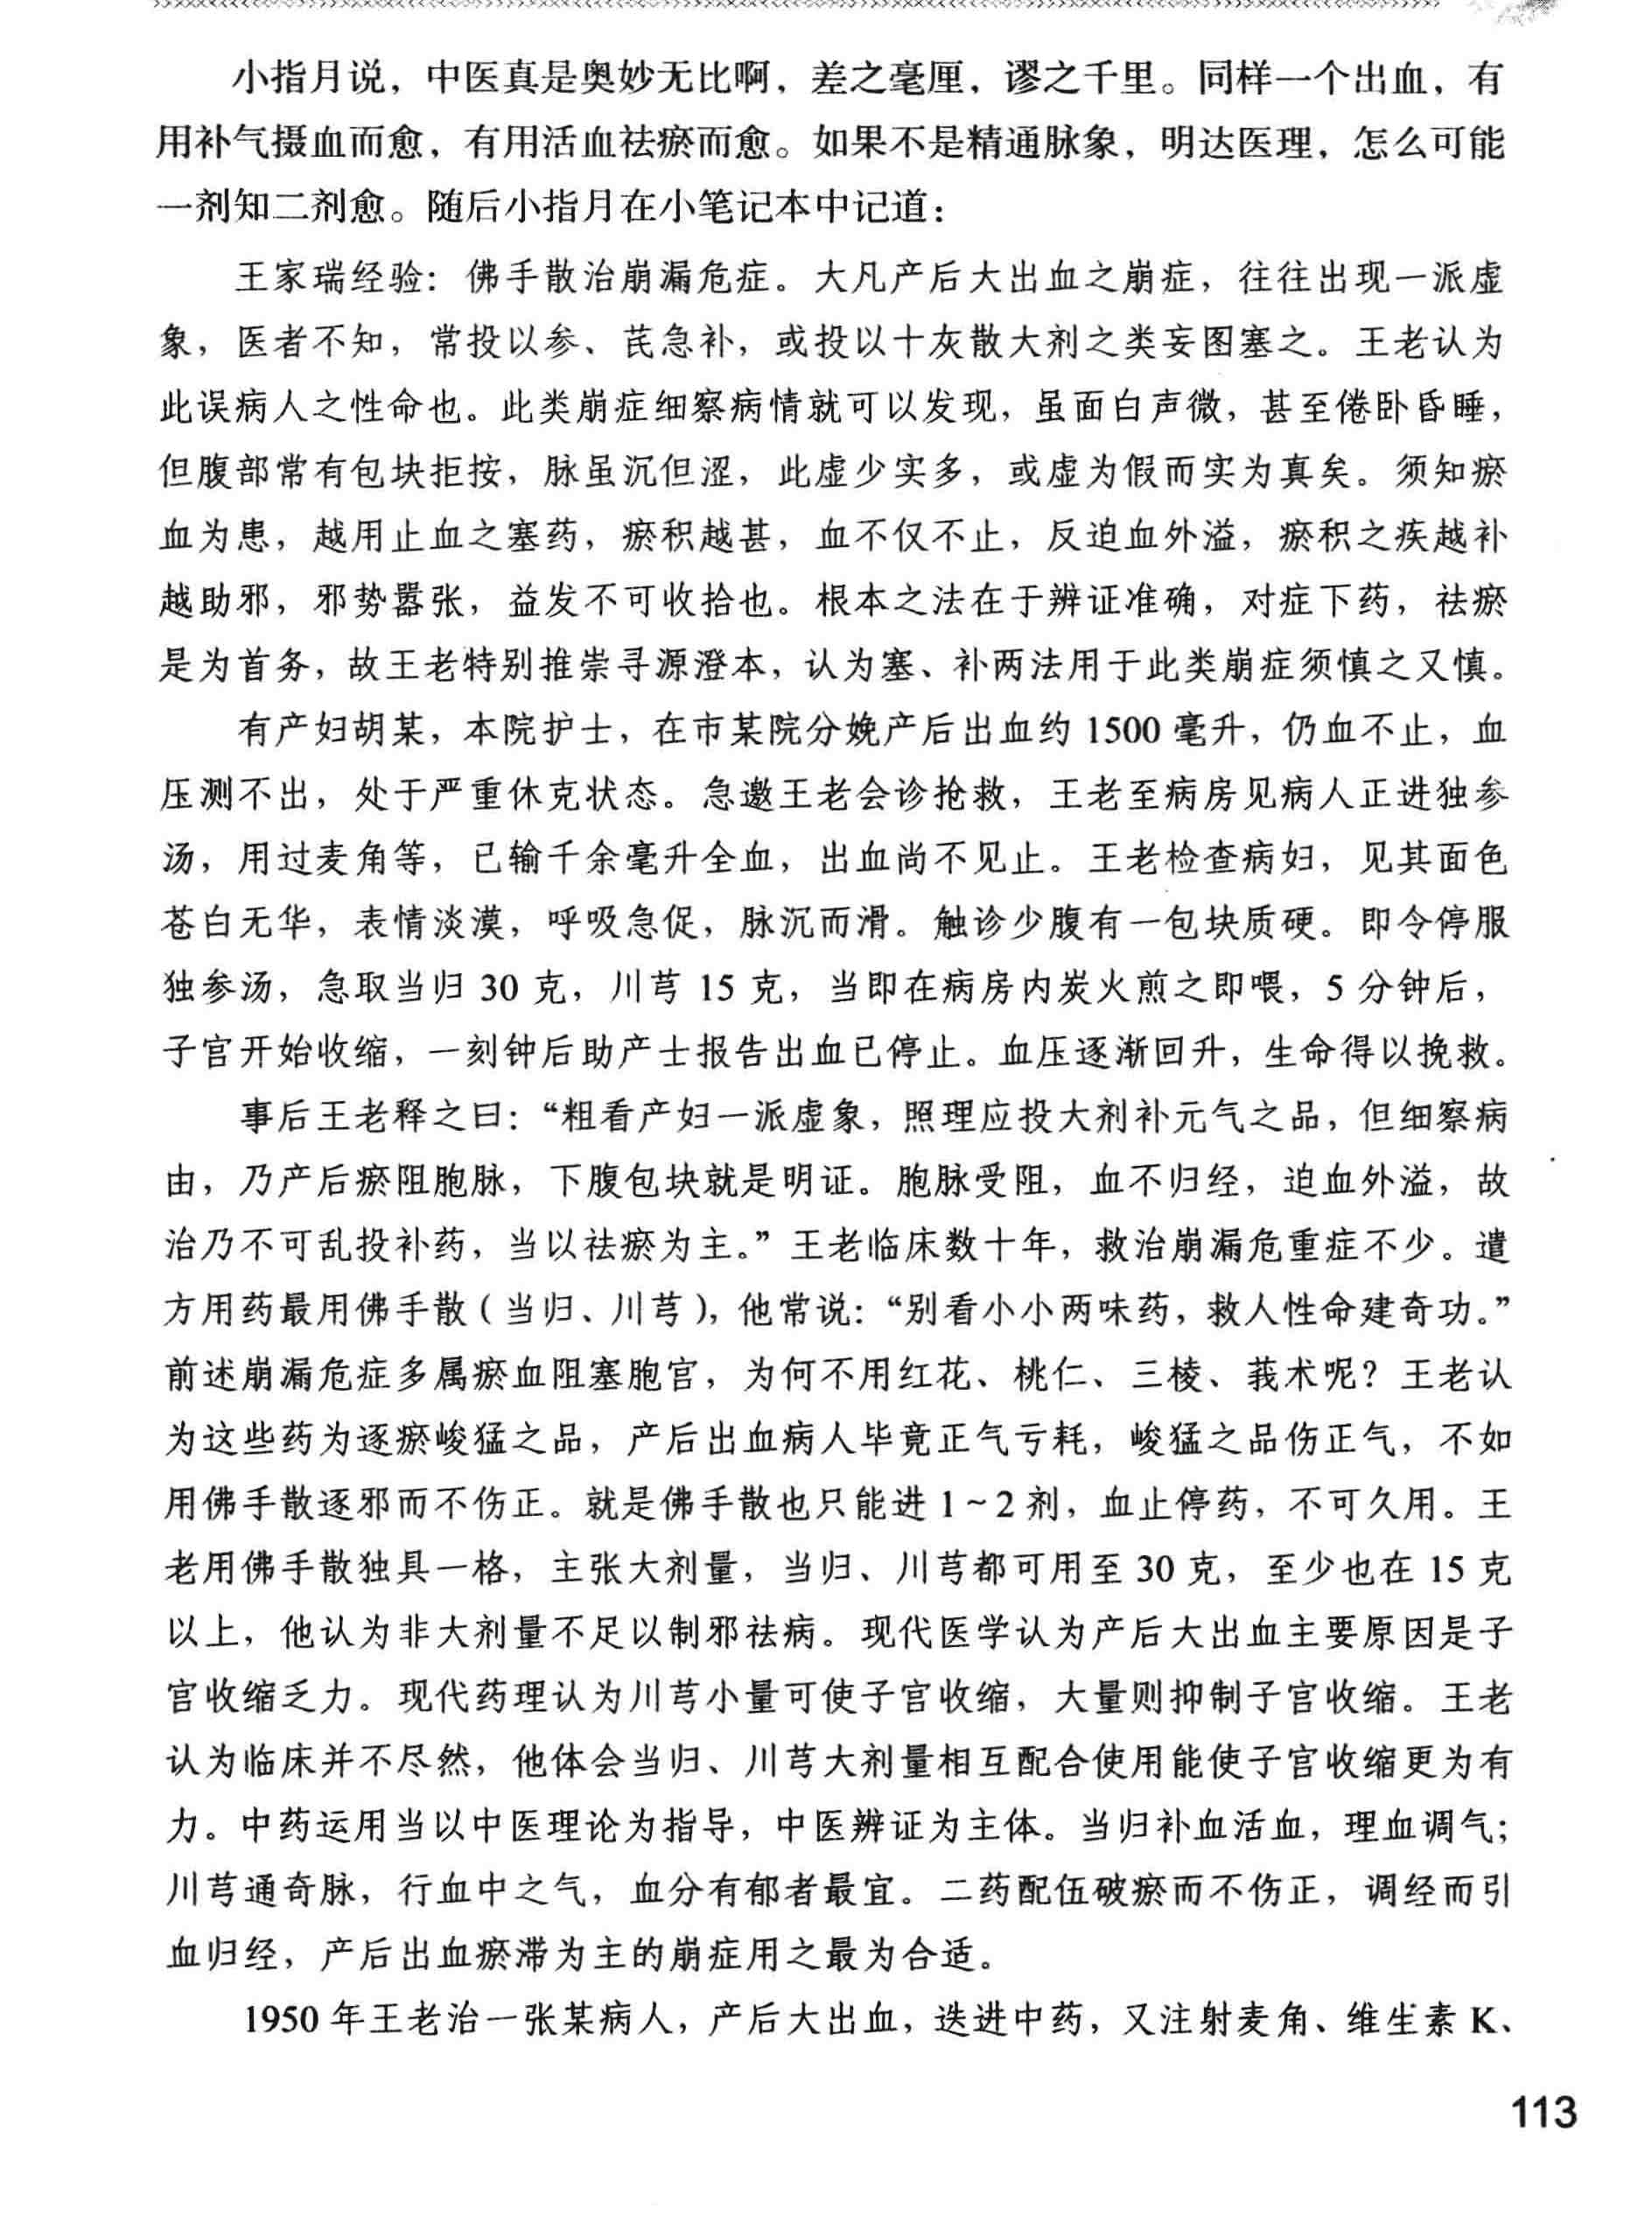 小指月说，中医真是奥妙无比啊，差之毫厘，谬之千里。同样一个出血，有
用补气摄血而愈，有用活血祛瘀而愈。如果不是精通脉象，明达医理，怎么可能
一剂知二剂愈。随后小指月在小笔记本中记道：
王家瑞经验：佛手散治崩漏危症。大凡产后大出血之崩症，往往出现一派虚
象，医者不知，常投以参、芪急补，或投以十灰散大剂之类妄图塞之。王老认为
此误病人之性命也。此类崩症细察病情就可以发现，虽面白声微，甚至倦卧昏睡，
但腹部常有包块拒按，脉虽沉但涩，此虚少实多，或虚为假而实为真矣。须知瘀
血为患，越用止血之塞药，瘀积越甚，血不仅不止，反迫血外溢，瘀积之疾越补
越助邪，邪势嚣张，益发不可收拾也。根本之法在于辨证准确，对症下药，祛瘀
是为首务，故王老特别推崇寻源澄本，认为塞、补两法用于此类崩症须慎之又慎。
有产妇胡某，本院护士，在市某院分娩产后出血约 1500 毫升，仍血不止，血
压测不出，处于严重休克状态。急邀王老会诊抢救，王老至病房见病人正进独参
汤，用过麦角等，已输千余毫升全血，出血尚不见止。王老检查病妇，见其面色
苍白无华，表情淡漠，呼吸急促，脉沉而滑。触诊少腹有一包块质硬。即令停服
独参汤，急取当归 30 克，川芎 15 克，当即在病房内炭火煎之即喂，5 分钟后，
子宫开始收缩，一刻钟后助产士报告出血已停止。血压逐渐回升，生命得以挽救。
事后王老释之曰：“粗看产妇一派虚象，照理应投大剂补元气之品，但细察病
由，乃产后瘀阻胞脉，下腹包块就是明证。胞脉受阻，血不归经，迫血外溢，故
治乃不可乱投补药，当以祛瘀为主。”王老临床数十年，救治崩漏危重症不少。遣
方用药最用佛手散（当归、川芎），他常说：“别看小小两味药，救人性命建奇功。”
前述崩漏危症多属瘀血阻塞胞宫，为何不用红花、桃仁、三棱、莪术呢？王老认
为这些药为逐瘀峻猛之品，产后出血病人毕竟正气亏耗，峻猛之品伤正气，不如
用佛手散逐邪而不伤正。就是佛手散也只能进 1～2 剂，血止停药，不可久用。王
老用佛手散独具一格，主张大剂量，当归、川芎都可用至 30 克，至少也在 15 克
以上，他认为非大剂量不足以制邪祛病。现代医学认为产后大出血主要原因是子
宫收缩乏力。现代药理认为川芎小量可使子宫收缩，大量则抑制子宫收缩。王老
认为临床并不尽然，他体会当归、川芎大剂量相互配合使用能使子宫收缩更为有
力。中药运用当以中医理论为指导，中医辨证为主体。当归补血活血，理血调气；
川芎通奇脉，行血中之气，血分有郁者最宜。二药配伍破瘀而不伤正，调经而引
血归经，产后出血瘀滞为主的崩症用之最为合适。
1950 年王老治一张某病人，产后大出血，迭进中药，又注射麦角、维生素 K、
113